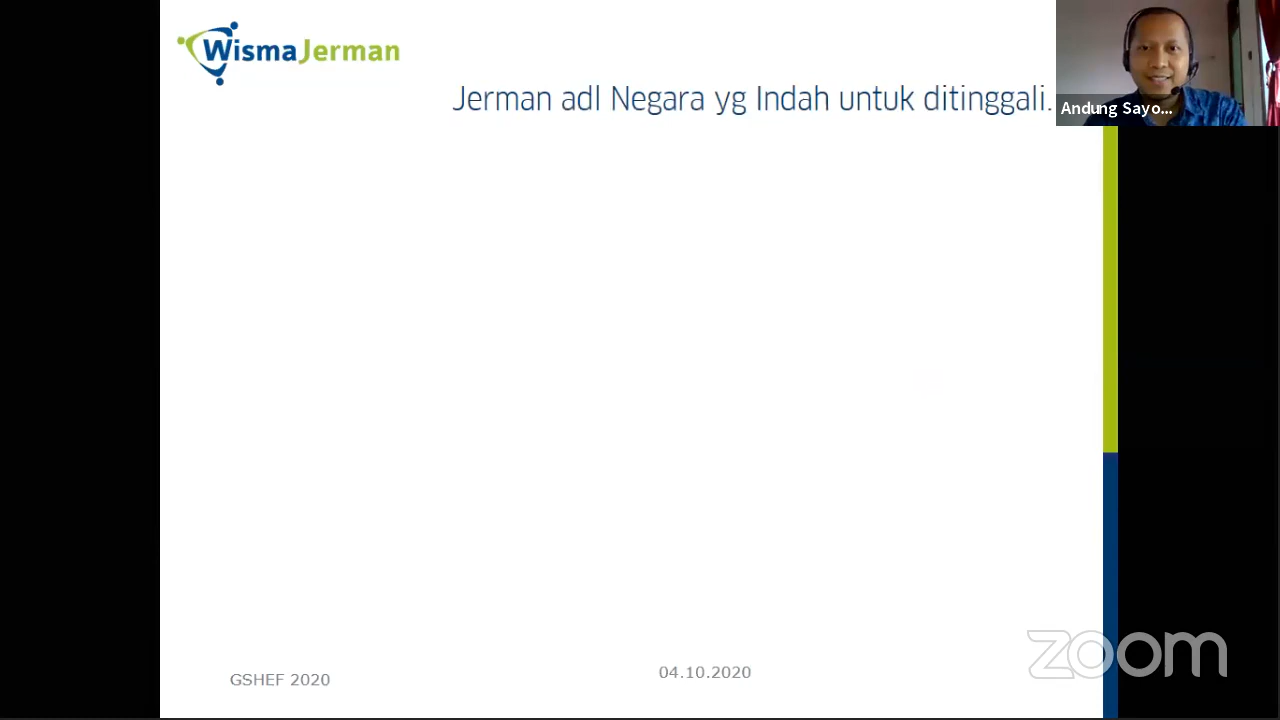 WismaJerman
Jerman adl Negara yg Indah untuk ditinggali.
Andung Sayo...
GSHEF 2020
04.10.2020
zoom